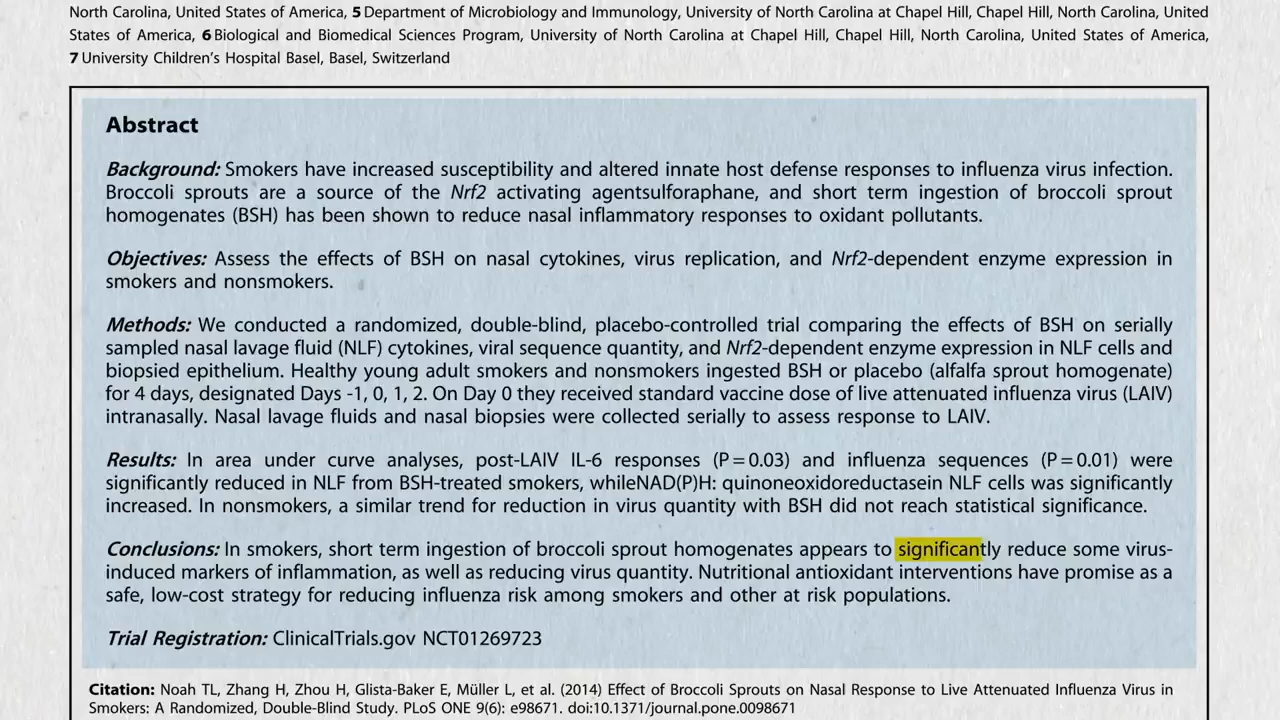 North Carolina, United States of America, 5 Department of Microbiology and Immunology, University of North Carolina at Chapel Hill, Chapel Hill, North Carolina, United
States of America, 6 Biological and Biomedical Sciences Program, University of North Carolina at Chapel Hill, Chapel Hill, North Carolina, United States of America,
7 University Children's Hospital Basel, Basel, Switzerland
Abstract
Background: Smokers have increased susceptibility and altered innate host defense responses to influenza virus infection.
Broccoli sprouts are a source of the Nrf2 activating agentsulforaphane, and short term ingestion of broccoli sprout
homogenates (BSH) has been shown to reduce nasal inflammatory responses to oxidant pollutants.
Objectives: Assess the effects of BSH on nasal cytokines, virus replication, and Nrf2-dependent enzyme expression in
smokers and nonsmokers.
Methods: We conducted a randomized, double-blind, placebo-controlled trial comparing the effects of BSH on serially
sampled nasal lavage fluid (NLF) cytokines, viral sequence quantity, and Nrf2-dependent enzyme expression in NLF cells and
biopsied epithelium. Healthy young adult smokers and nonsmokers ingested BSH or placebo (alfalfa sprout homogenate)
for 4 days, designated Days -1, 0, 1, 2. On Day 0 they received standard vaccine dose of live attenuated influenza virus (LAIV)
intranasally. Nasal lavage fluids and nasal biopsies were collected serially to assess response to LAIV.
Results: In area under curve analyses, post-LAIV IL-6 responses (P = 0.03) and influenza sequences (P = 0.01) were
significantly reduced in NLF from BSH-treated smokers, whileNAD(P)H: quinoneoxidoreductasein NLF cells was significantly
increased. In nonsmokers, a similar trend for reduction in virus quantity with BSH did not reach statistical significance.
Conclusions: In smokers, short term ingestion of broccoli sprout homogenates appears to significantly reduce some virus-
induced markers of inflammation, as well as reducing virus quantity. Nutritional antioxidant interventions have promise as a
safe, low-cost strategy for reducing influenza risk among smokers and other at risk populations.
Trial Registration: ClinicalTrials.gov NCT01269723
Citation: Noah TL, Zhang H, Zhou H, Glista-Baker E, Müller L, et al. (2014) Effect of Broccoli Sprouts on Nasal Response to Live Attenuated Influenza Virus in
Smokers: A Randomized, Double-Blind Study. PLoS ONE 9(6): e98671. doi:10.1371/journal.pone.0098671